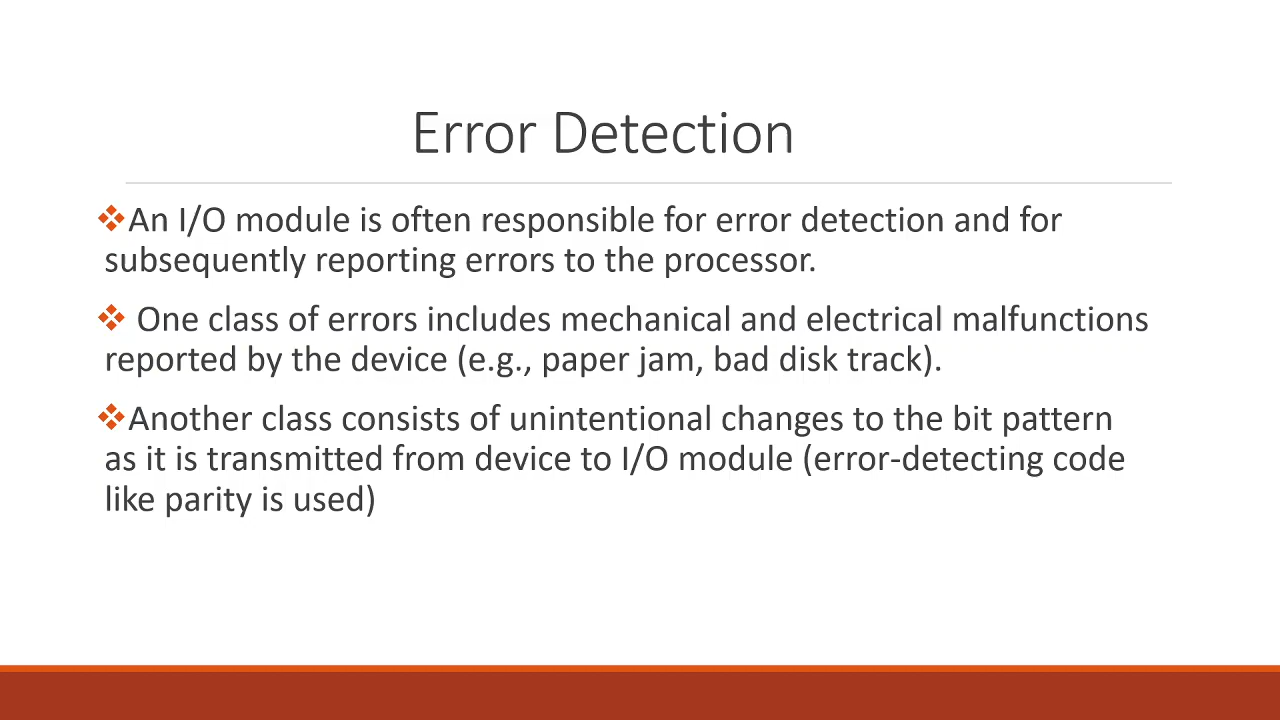 Error Detection
❖An I/O module is often responsible for error detection and for
subsequently reporting errors to the processor.
❖ One class of errors includes mechanical and electrical malfunctions
reported by the device (e.g., paper jam, bad disk track).
❖Another class consists of unintentional changes to the bit pattern
as it is transmitted from device to I/O module (error-detecting code
like parity is used)